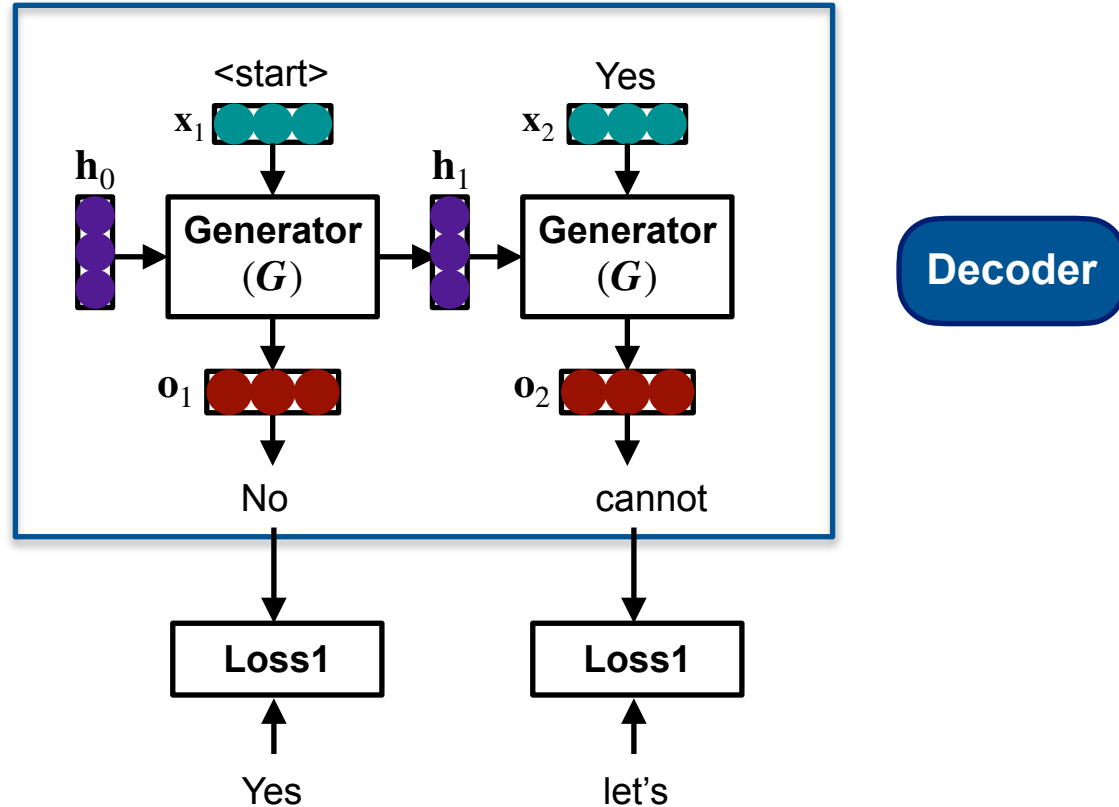 <start> Yes
x₁ x₂
h₀ h₁
Generator Generator
(G) (G)
Decoder
o₁ o₂
No cannot
Loss1 Loss1
Yes let's